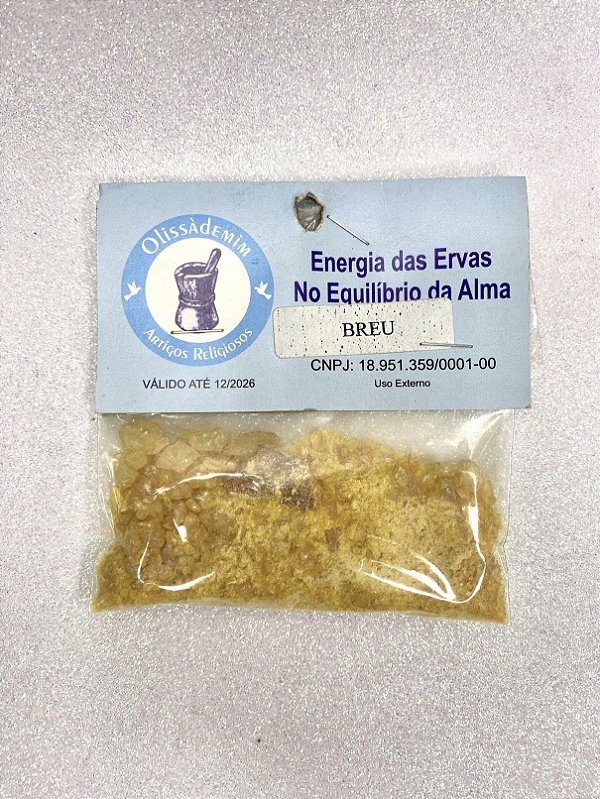 Olissàdemim
Artigos Religiosos
VÁLIDO ATÉ 12/2026
Energia das Ervas
No Equilíbrio da Alma
BREU
CNPJ: 18.951.359/0001-00
Uso Externo